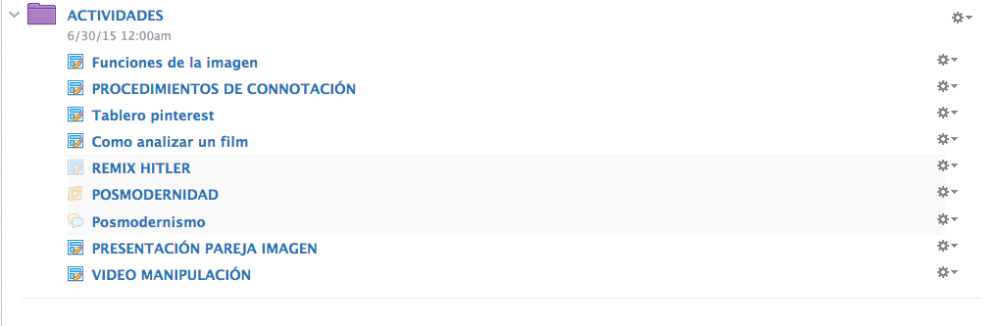 ACTIVIDADES
6/30/15 12:00am
Funciones de la imagen
PROCEDIMIENTOS DE CONNOTACIÓN
Tablero pinterest
Como analizar un film
REMIX HITLER
POSMODERNIDAD
Posmodernismo
PRESENTACIÓN PAREJA IMAGEN
VIDEO MANIPULACIÓN